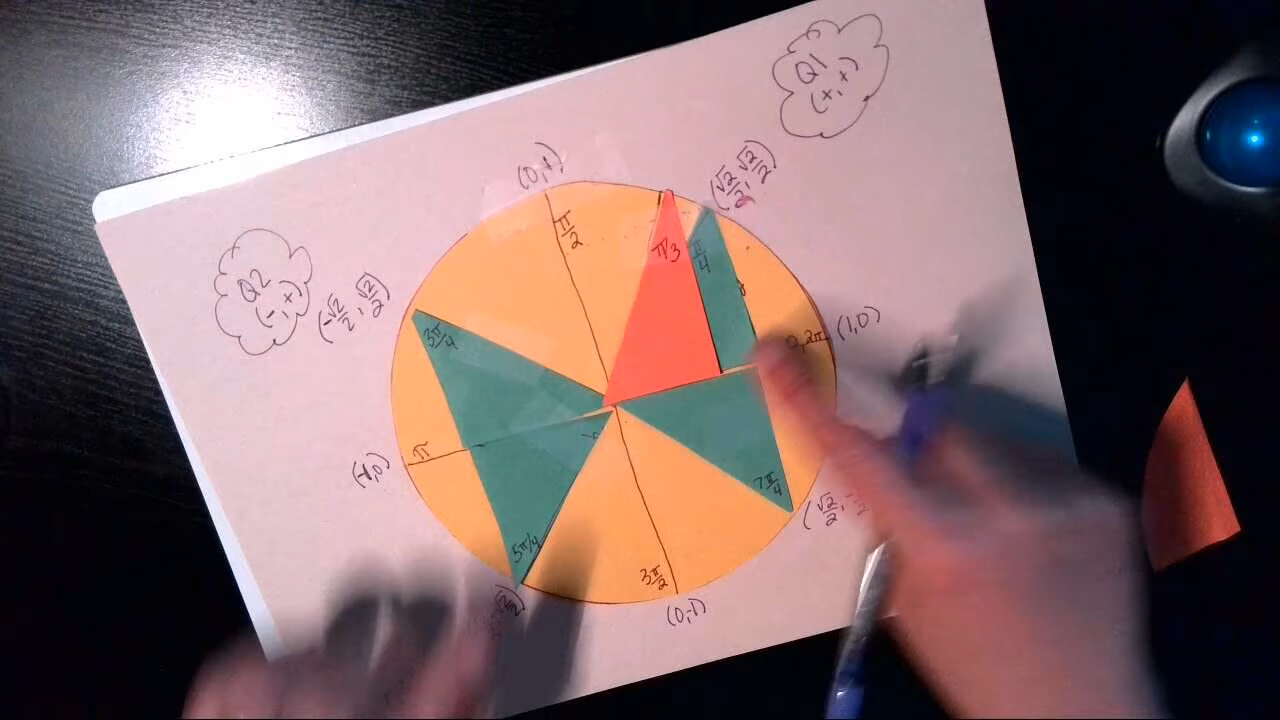 Q1
(+,+)
(0,1)
(√2/2, √2/2)
π/2
π/3
π/4
Q2
(-,+)
(-√2/2, √2/2)
3π/4
0, 2π
(1,0)
π
(-1,0)
7π/4
5π/4
3π/2
(0,-1)